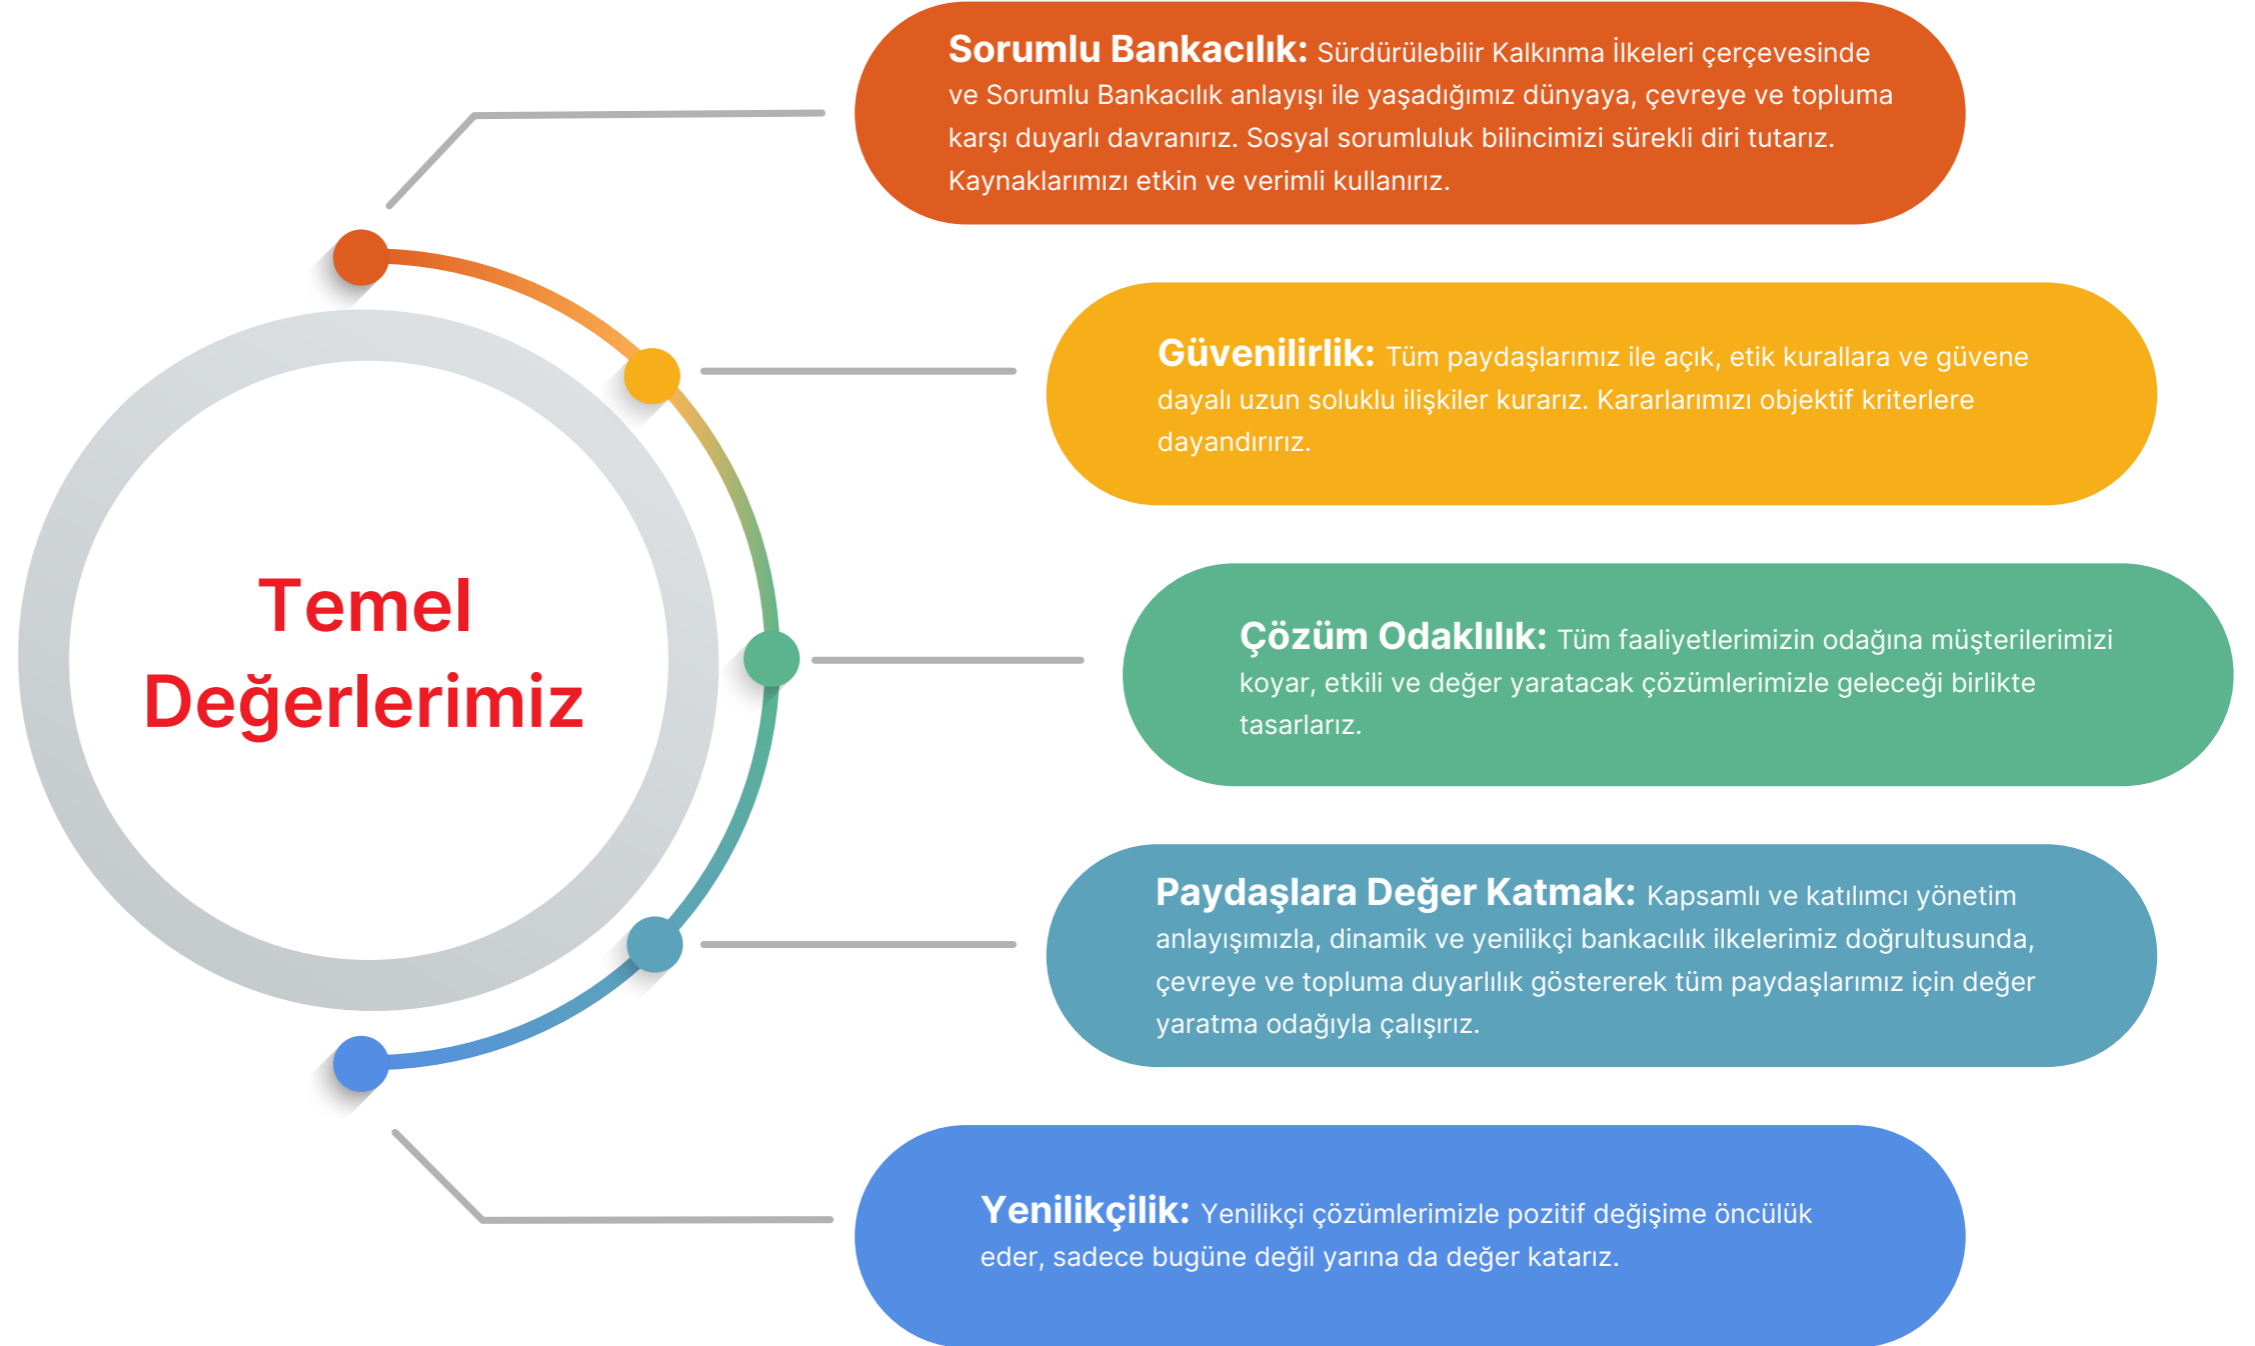 Sorumlu Bankacılık: Sürdürülebilir Kalkınma İlkeleri çerçevesinde
ve Sorumlu Bankacılık anlayışı ile yaşadığımız dünyaya, çevreye ve topluma
karşı duyarlı davranırız. Sosyal sorumluluk bilincimizi sürekli diri tutarız.
Kaynaklarımızı etkin ve verimli kullanırız.
Güvenilirlik: Tüm paydaşlarımız ile açık, etik kurallara ve güvene
dayalı uzun soluklu ilişkiler kurarız. Kararlarımızı objektif kriterlere
dayandırırız.
Temel
Değerlerimiz
Çözüm Odaklılık: Tüm faaliyetlerimizin odağına müşterilerimizi
koyar, etkili ve değer yaratacak çözümlerimizle geleceği birlikte
tasarlarız.
Paydaşlara Değer Katmak: Kapsamlı ve katılımcı yönetim
anlayışımızla, dinamik ve yenilikçi bankacılık ilkelerimiz doğrultusunda,
çevreye ve topluma duyarlılık göstererek tüm paydaşlarımız için değer
yaratma odağıyla çalışırız.
Yenilikçilik: Yenilikçi çözümlerimizle pozitif değişime öncülük
eder, sadece bugüne değil yarına da değer katarız.